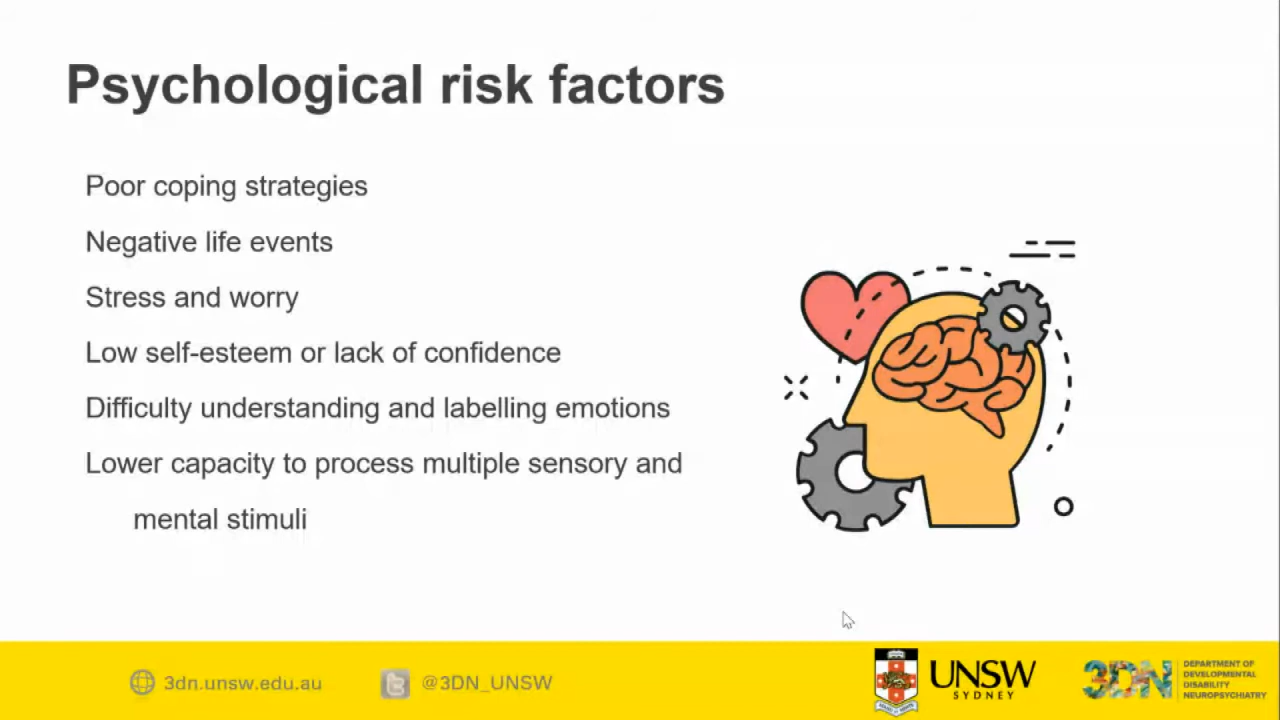 Psychological risk factors
Poor coping strategies
Negative life events
Stress and worry
Low self-esteem or lack of confidence
Difficulty understanding and labelling emotions
Lower capacity to process multiple sensory and
mental stimuli
3dn.unsw.edu.au
@3DN_UNSW
UNSW
SYDNEY
3DN
DEPARTMENT OF
DEVELOPMENTAL
DISABILITY
NEUROPSYCHIATRY